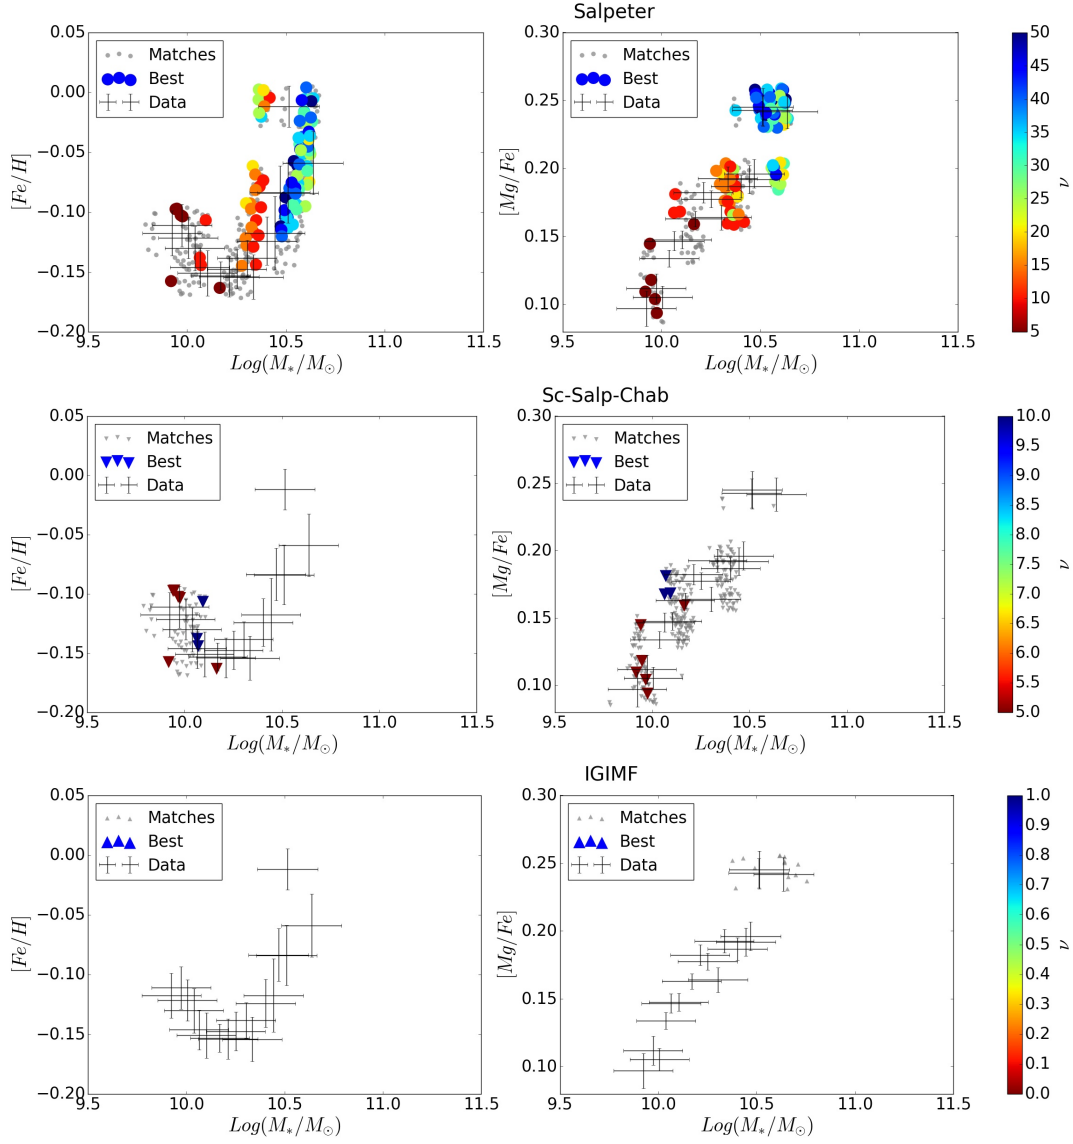 Salpeter
0.05
0.00
−0.05
−0.10
−0.15
−0.20
[Fe/H]
Matches
Best
Data
9.5 10.0 10.5 11.0 11.5
Log(M*/M⊙)
0.30
0.25
0.20
0.15
0.10
[Mg/Fe]
Matches
Best
Data
9.5 10.0 10.5 11.0 11.5
Log(M*/M⊙)
50
45
40
35
30
25
20
15
10
5
ν
Sc-Salp-Chab
0.05
0.00
−0.05
−0.10
−0.15
−0.20
[Fe/H]
Matches
Best
Data
9.5 10.0 10.5 11.0 11.5
Log(M*/M⊙)
0.30
0.25
0.20
0.15
0.10
[Mg/Fe]
Matches
Best
Data
9.5 10.0 10.5 11.0 11.5
Log(M*/M⊙)
10.0
9.5
9.0
8.5
8.0
7.5
7.0
6.5
6.0
5.5
5.0
ν
IGIMF
0.05
0.00
−0.05
−0.10
−0.15
−0.20
[Fe/H]
Matches
Best
Data
9.5 10.0 10.5 11.0 11.5
Log(M*/M⊙)
0.30
0.25
0.20
0.15
0.10
[Mg/Fe]
Matches
Best
Data
9.5 10.0 10.5 11.0 11.5
Log(M*/M⊙)
1.0
0.9
0.8
0.7
0.6
0.5
0.4
0.3
0.2
0.1
0.0
ν